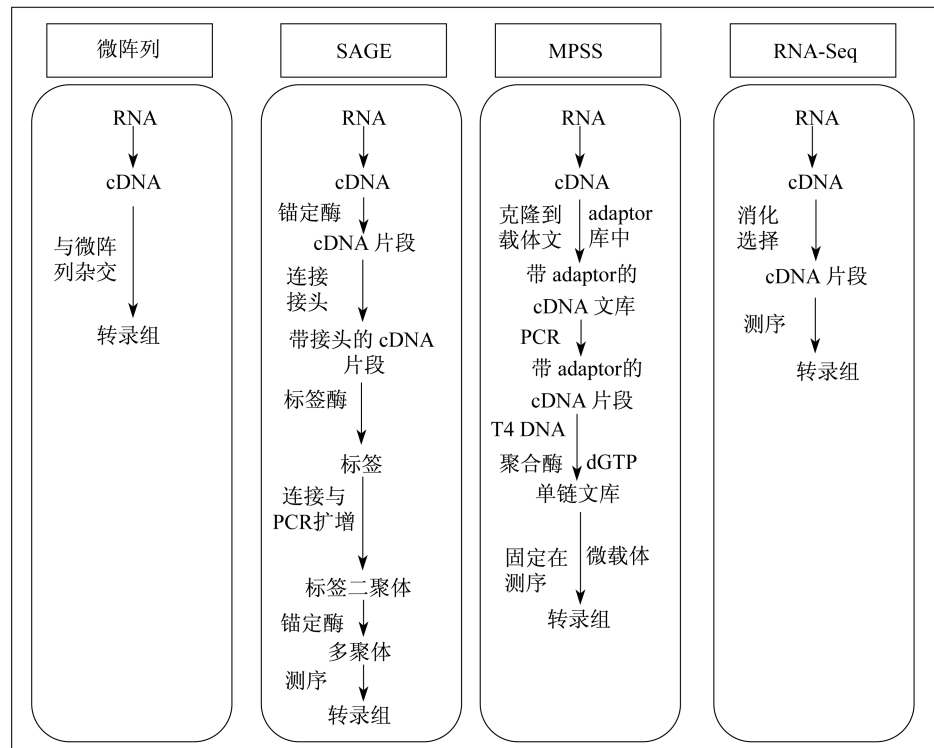 微阵列
RNA
cDNA
与微阵
列杂交
转录组
SAGE
RNA
cDNA
锚定酶
cDNA 片段
连接
接头
带接头的 cDNA
片段
标签酶
标签
连接与
PCR扩增
标签二聚体
锚定酶
多聚体
测序
转录组
MPSS
RNA
cDNA
克隆到 adaptor
载体文 库中
带 adaptor的
cDNA 文库
PCR
带 adaptor的
cDNA 片段
T4 DNA
聚合酶 dGTP
单链文库
固定在 微载体
测序
转录组
RNA-Seq
RNA
cDNA
消化
选择
cDNA 片段
测序
转录组